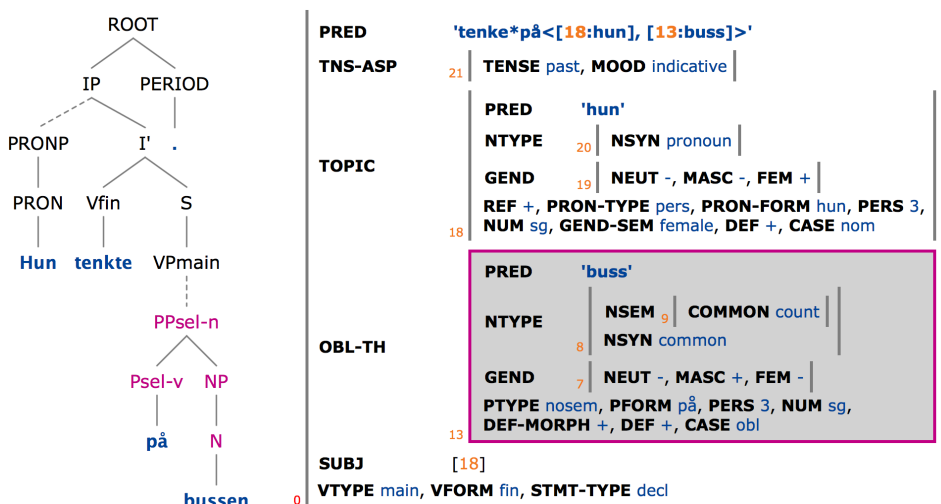 ROOT
IP PERIOD
PRONP I' .
PRON Vfin S
Hun tenkte VPmain
PPsel-n
Psel-v NP
på N
bussen
PRED 'tenke*på<[18:hun], [13:buss]>'
TNS-ASP 21 TENSE past, MOOD indicative
TOPIC
PRED 'hun'
NTYPE 20 NSYN pronoun
GEND 19 NEUT -, MASC -, FEM +
REF +, PRON-TYPE pers, PRON-FORM hun, PERS 3,
18 NUM sg, GEND-SEM female, DEF +, CASE nom
OBL-TH
PRED 'buss'
NTYPE
NSEM 9 COMMON count
8 NSYN common
GEND 7 NEUT -, MASC +, FEM -
PTYPE nosem, PFORM på, PERS 3, NUM sg,
13 DEF-MORPH +, DEF +, CASE obl
SUBJ [18]
0 VTYPE main, VFORM fin, STMT-TYPE decl